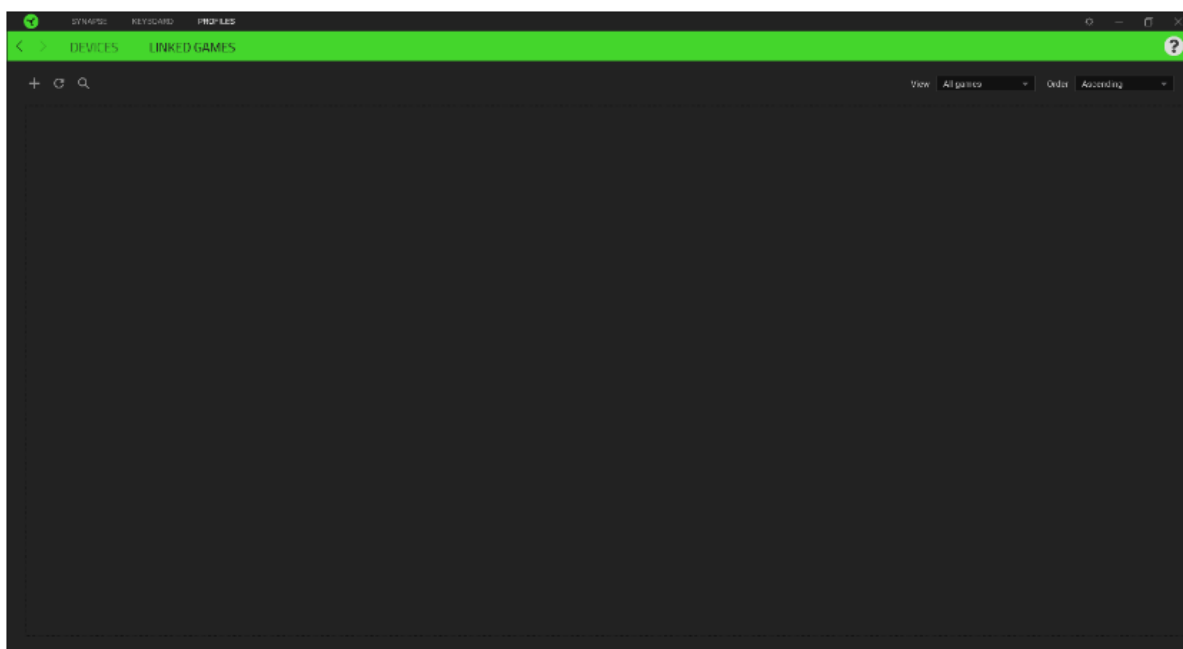 SYNAPSE KEYBOARD PROFILES
DEVICES LINKED GAMES ?
View All games Order Ascending